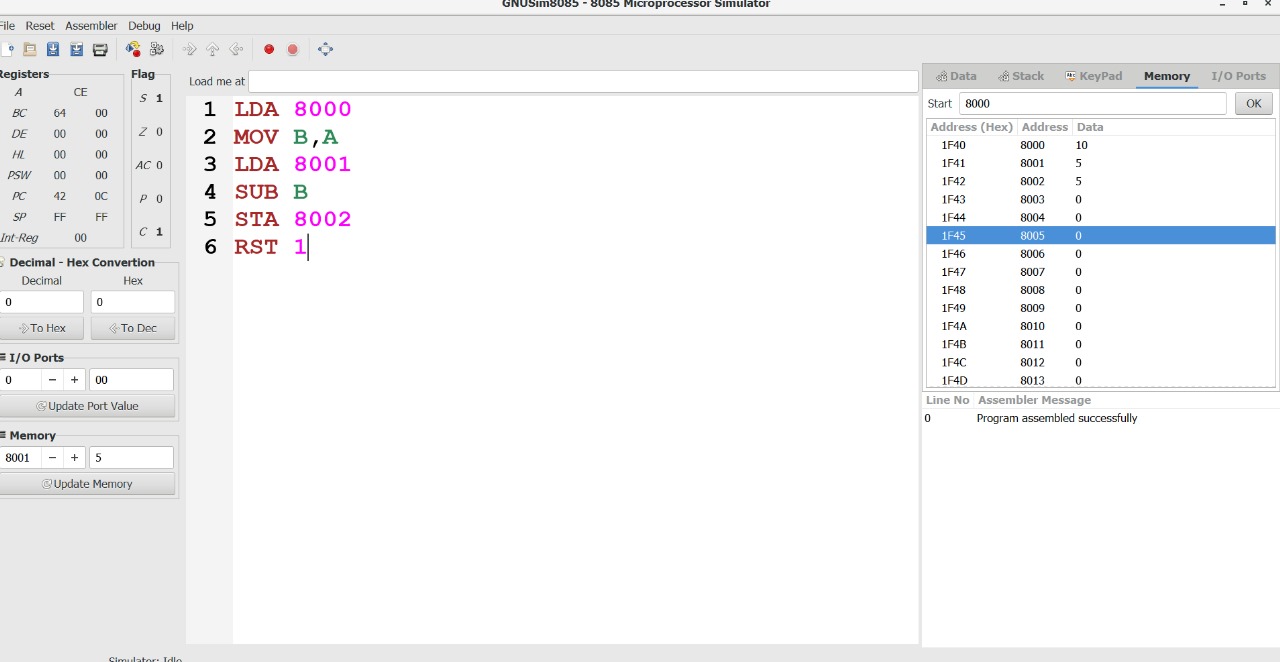 GNUSim8085 - 8085 Microprocessor Simulator
File Reset Assembler Debug Help
Registers
A CE
BC 64 00
DE 00 00
HL 00 00
PSW 00 00
PC 42 0C
SP FF FF
Int-Reg 00
Flag
S 1
Z 0
AC 0
P 0
C 1
Decimal - Hex Convertion
Decimal Hex
0 0
To Hex To Dec
I/O Ports
0 - + 00
Update Port Value
Memory
8001 - + 5
Update Memory
Load me at
1 LDA 8000
2 MOV B,A
3 LDA 8001
4 SUB B
5 STA 8002
6 RST 1
Data Stack KeyPad Memory I/O Ports
Start 8000 OK
Address (Hex) Address Data
1F40 8000 10
1F41 8001 5
1F42 8002 5
1F43 8003 0
1F44 8004 0
1F45 8005 0
1F46 8006 0
1F47 8007 0
1F48 8008 0
1F49 8009 0
1F4A 8010 0
1F4B 8011 0
1F4C 8012 0
1F4D 8013 0
Line No Assembler Message
0 Program assembled successfully
Simulator: Idle